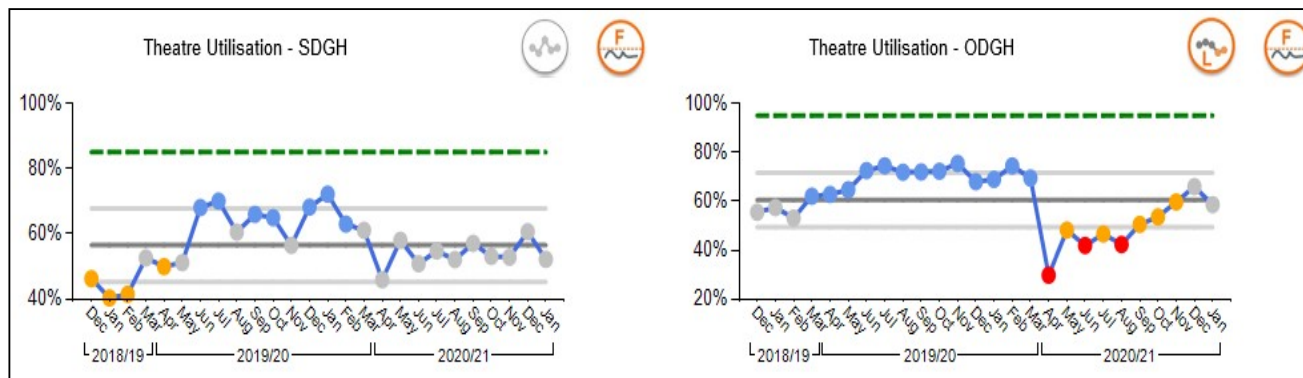 Theatre Utilisation - SDGH
F
100%
80%
60%
40%
Dec Jan Feb Mar Apr May Jun Jul Aug Sep Oct Nov Dec Jan Feb Mar Apr May Jun Jul Aug Sep Oct Nov Dec Jan
2018/19 2019/20 2020/21
Theatre Utilisation - ODGH
L
F
100%
80%
60%
40%
20%
Dec Jan Feb Mar Apr May Jun Jul Aug Sep Oct Nov Dec Jan Feb Mar Apr May Jun Jul Aug Sep Oct Nov Dec Jan
2018/19 2019/20 2020/21